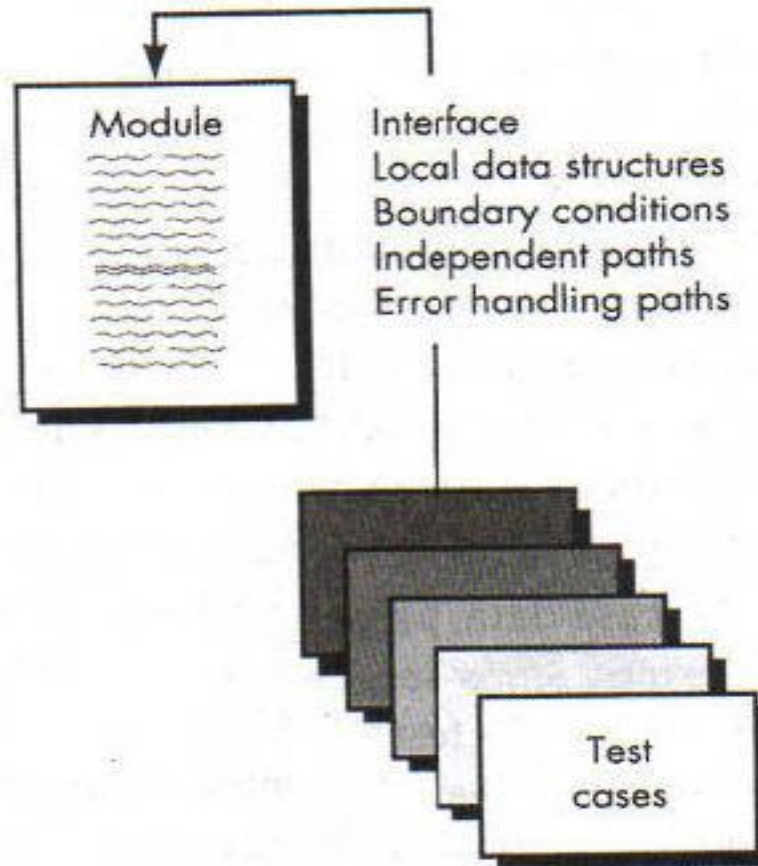 Module
Interface
Local data structures
Boundary conditions
Independent paths
Error handling paths
Test
cases